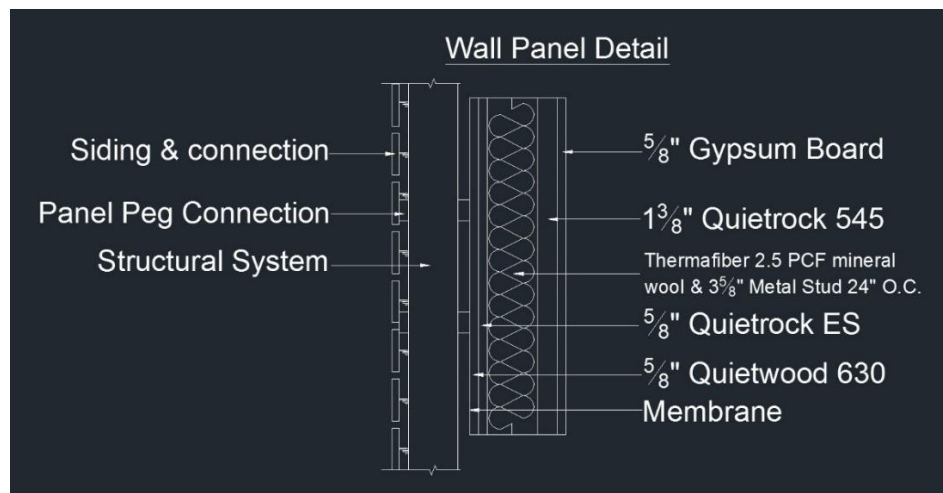 Wall Panel Detail
Siding & connection
Panel Peg Connection
Structural System
5/8" Gypsum Board
1 3/8" Quietrock 545
Thermafiber 2.5 PCF mineral
wool & 3 5/8" Metal Stud 24" O.C.
5/8" Quietrock ES
5/8" Quietwood 630
Membrane